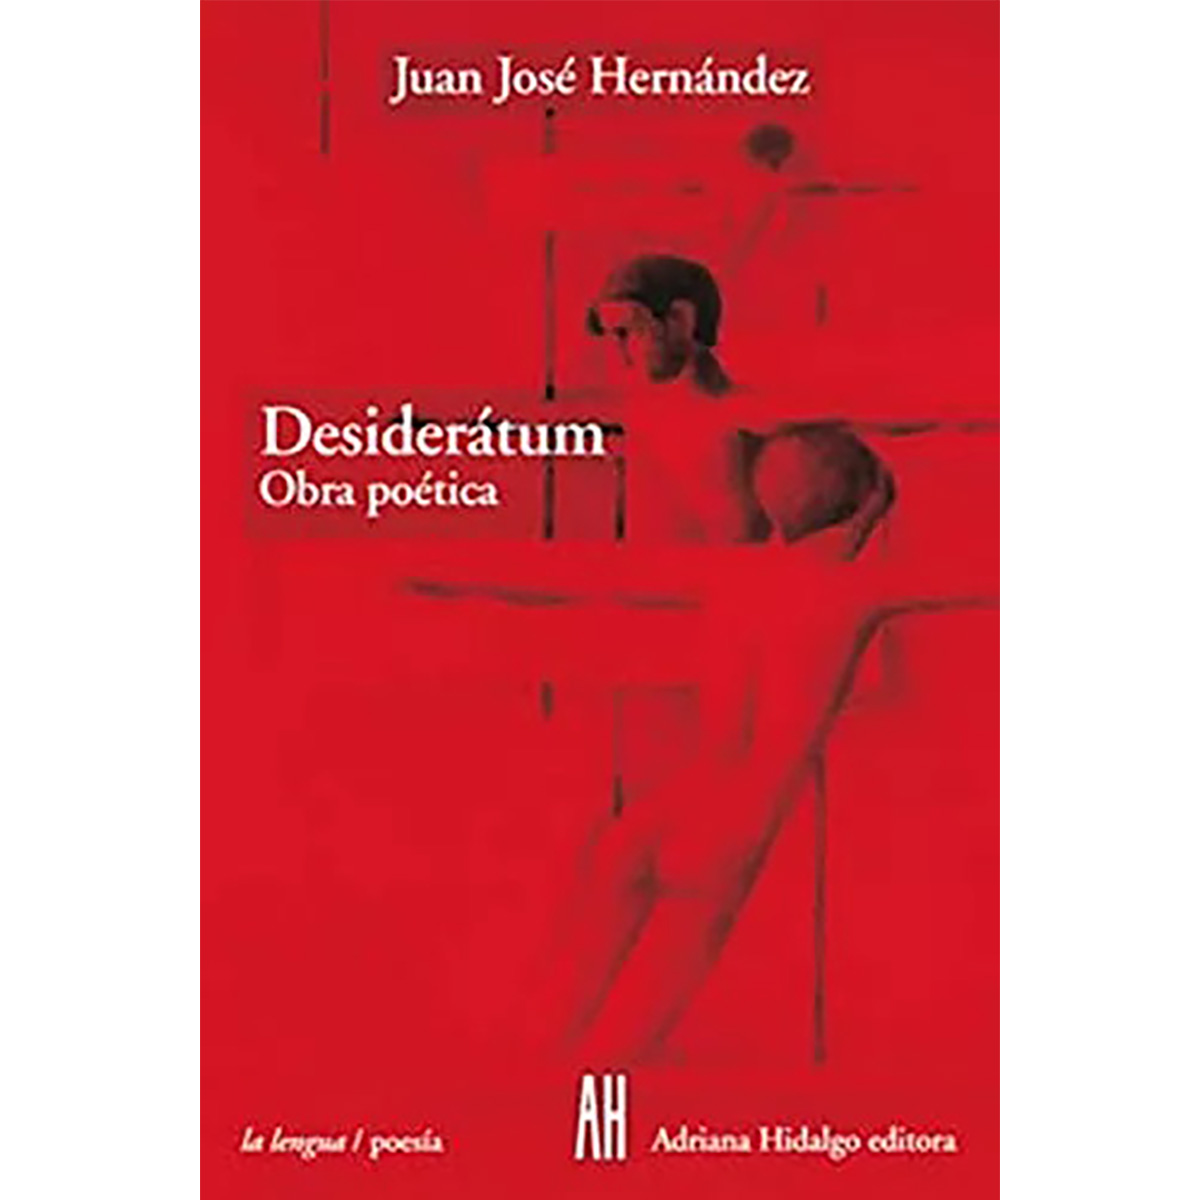 Juan José Hernández
Desiderátum
Obra poética
AH
la lengua / poesía
Adriana Hidalgo editora